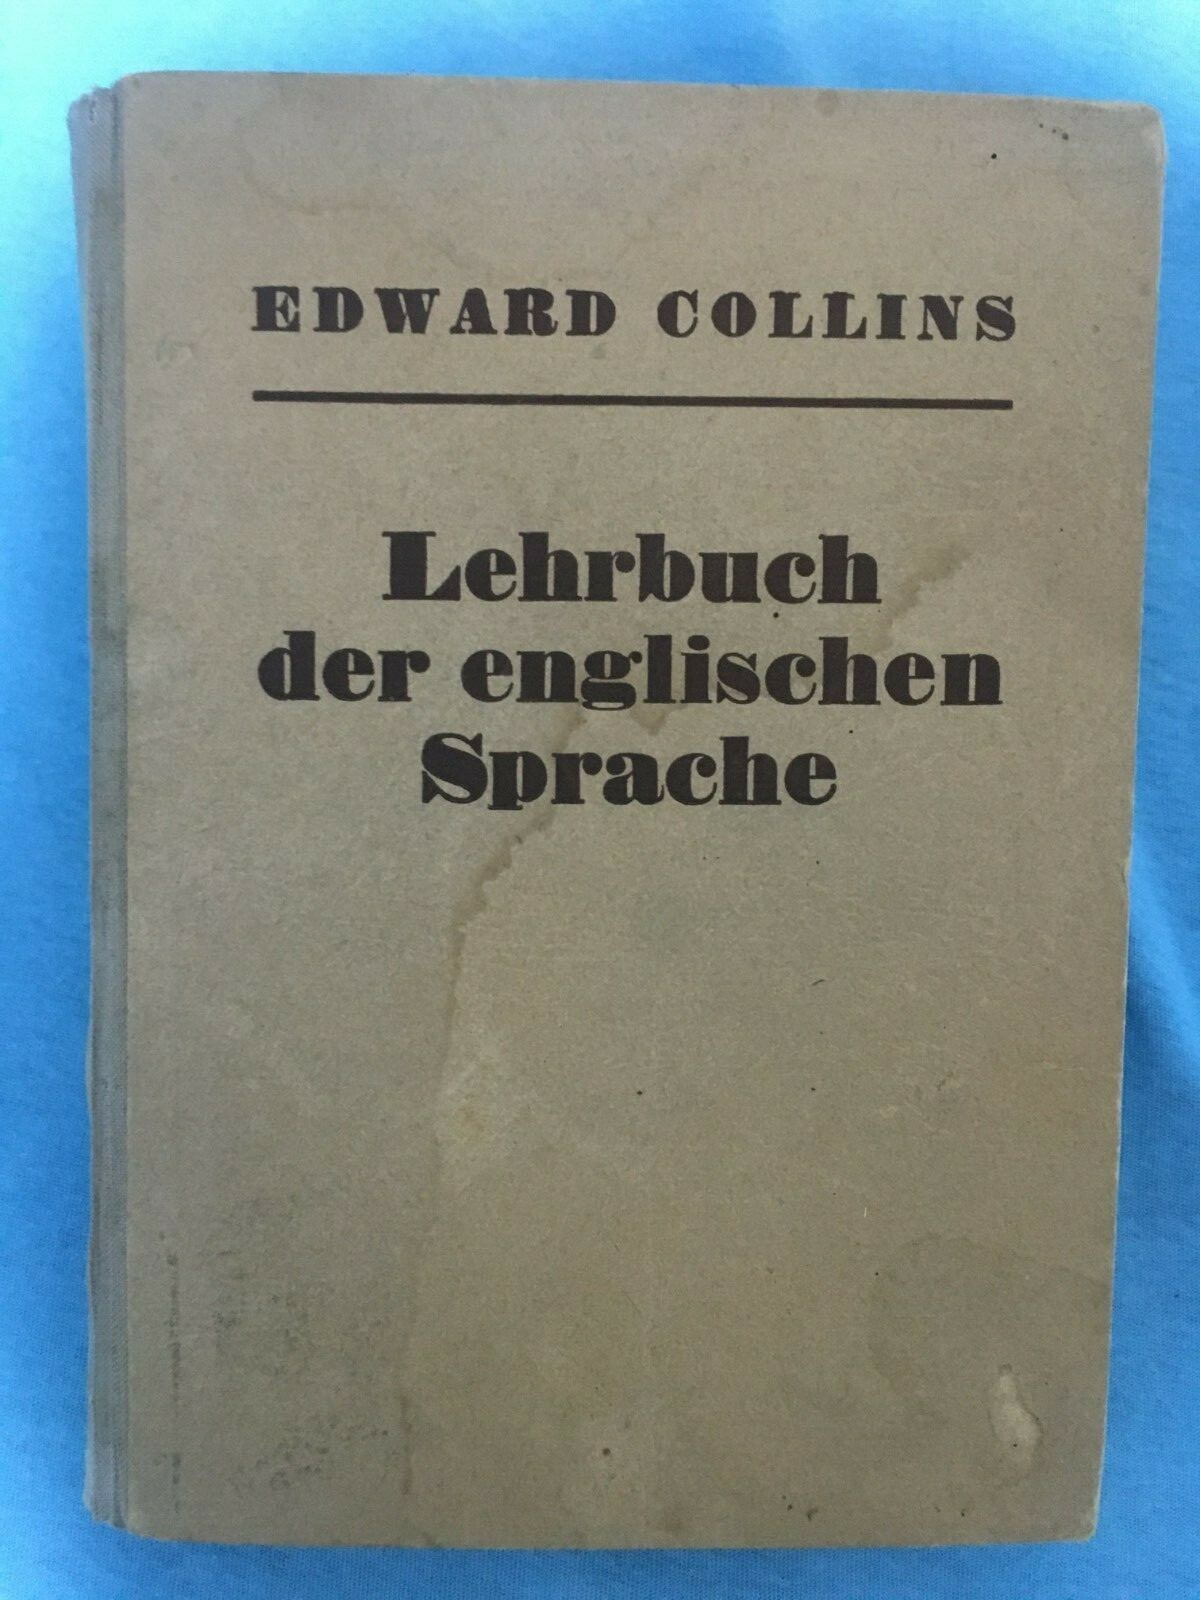 EDWARD COLLINS
Lehrbuch
der englischen
Sprache